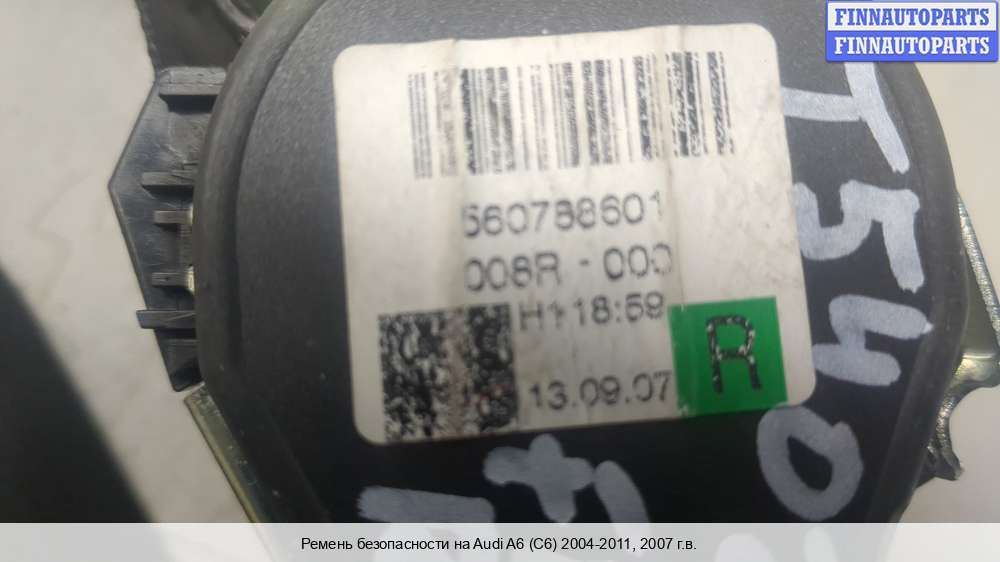 FINNAUTOPARTS
FINNAUTOPARTS
560788601
008R - 000
H1 18:59
R
13.09.07
T540
Ремень безопасности на Audi A6 (C6) 2004-2011, 2007 г.в.